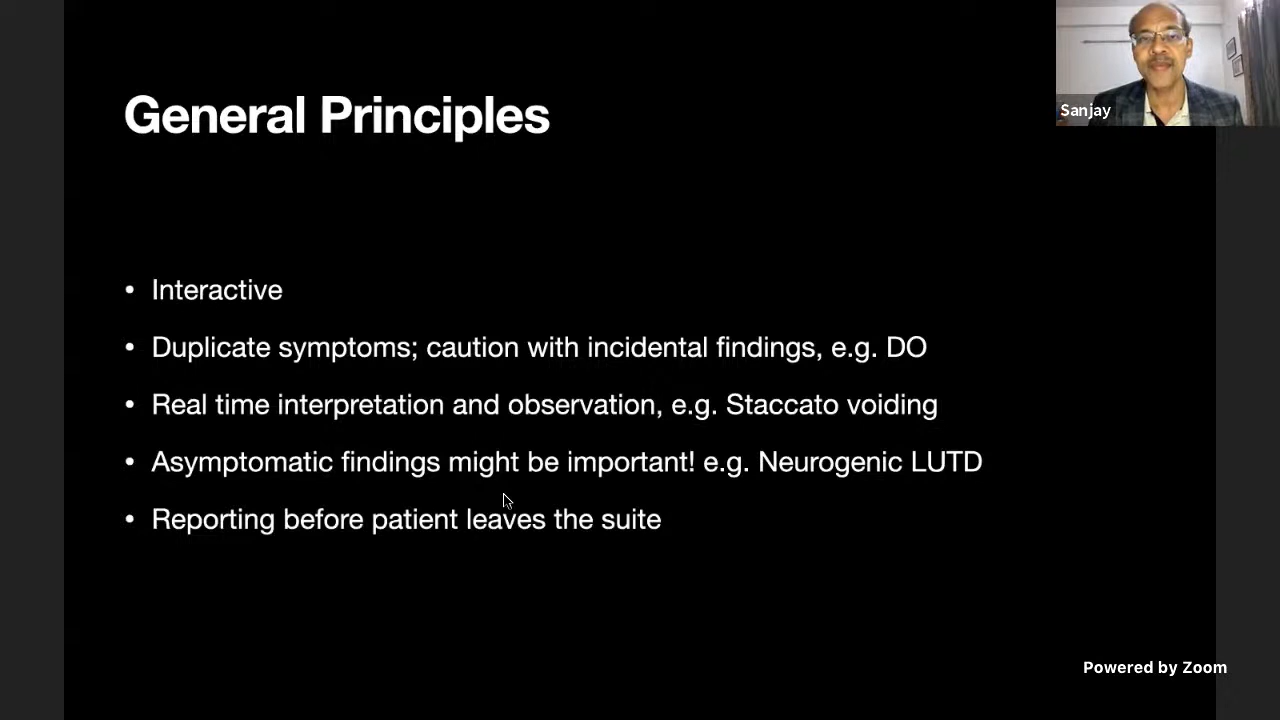 General Principles
Sanjay
• Interactive
• Duplicate symptoms; caution with incidental findings, e.g. DO
• Real time interpretation and observation, e.g. Staccato voiding
• Asymptomatic findings might be important! e.g. Neurogenic LUTD
• Reporting before patient leaves the suite
Powered by Zoom